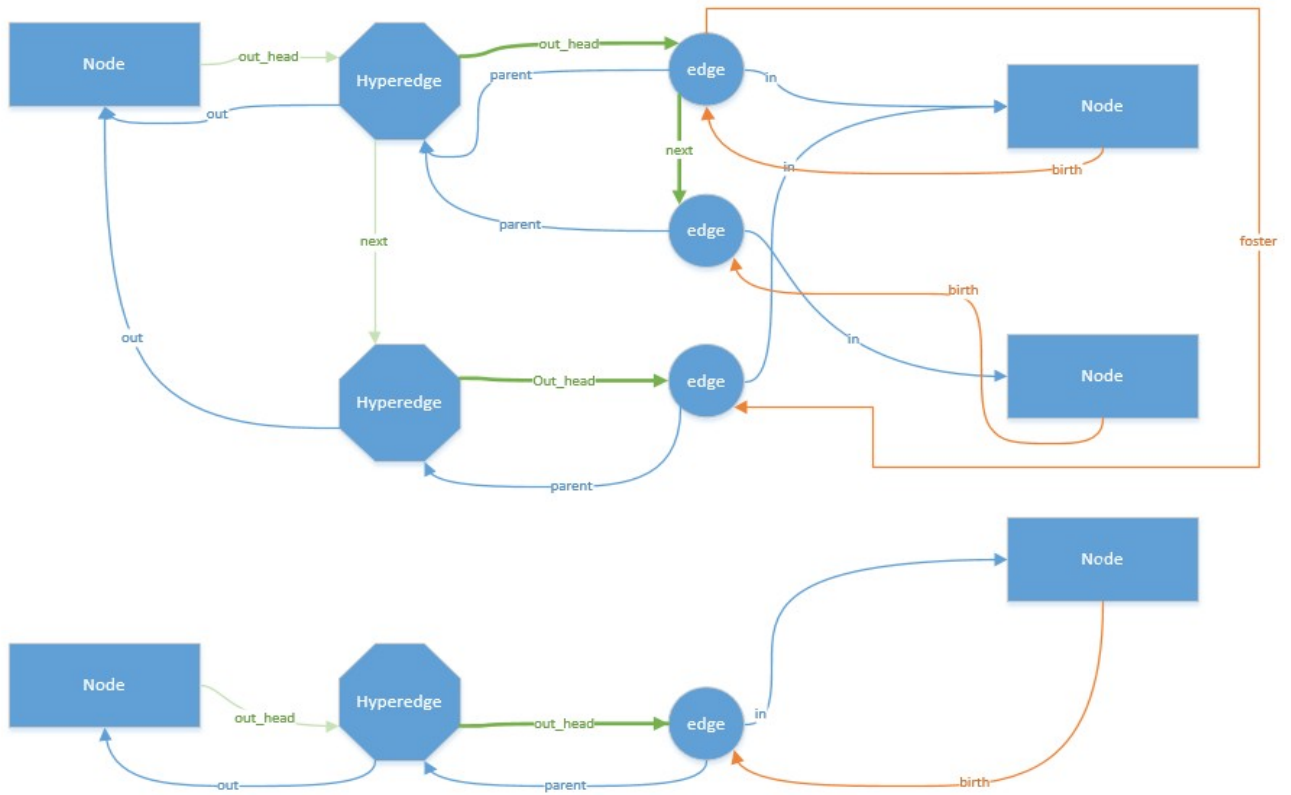 Node
out_head
Hyperedge
out_head
edge
in
Node
parent
out
next
in
birth
parent
edge
next
foster
birth
out
in
Node
Hyperedge
Out_head
edge
parent
Node
Node
out_head
Hyperedge
out_head
edge
in
out
parent
birth